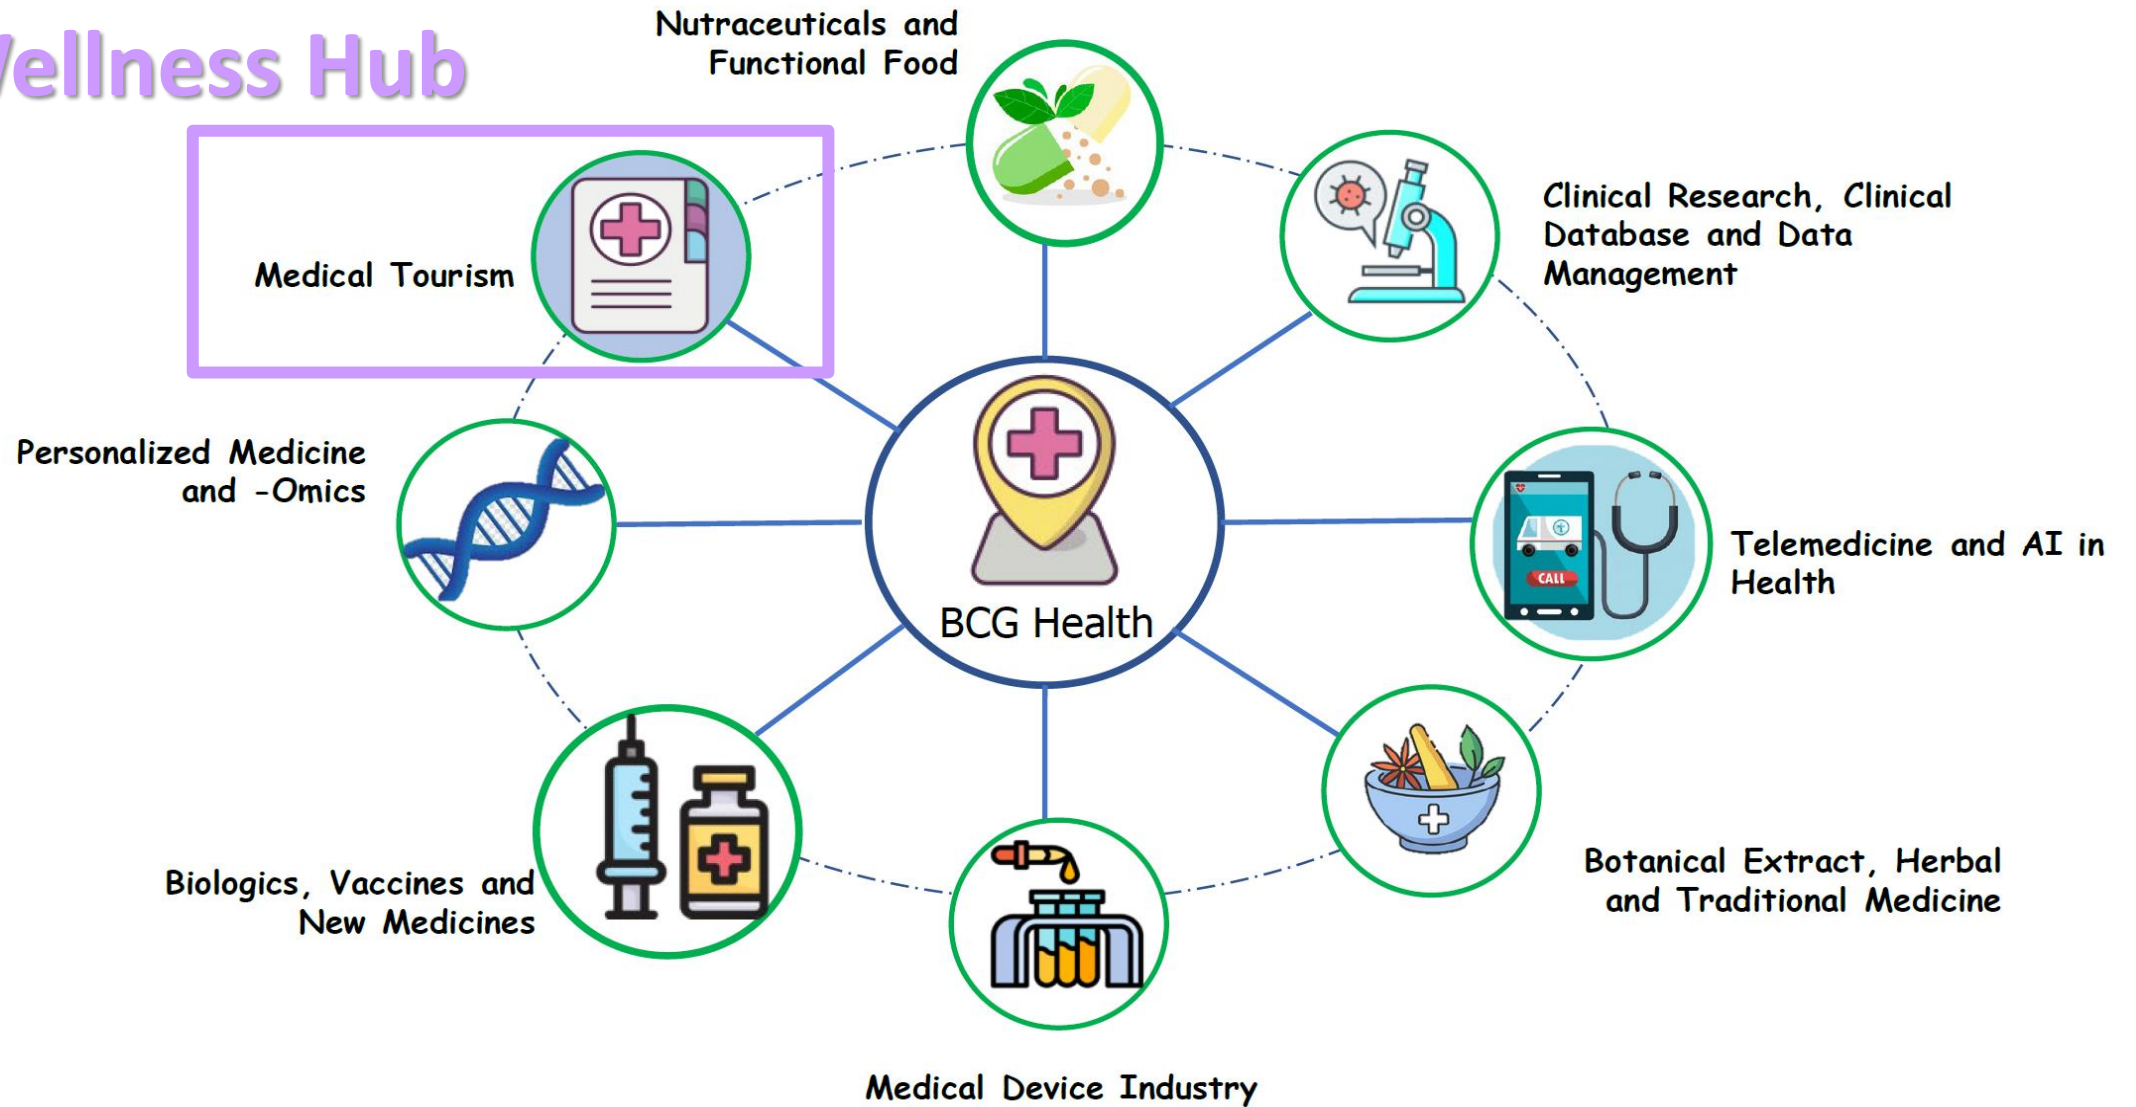 Wellness Hub
Nutraceuticals and
Functional Food
Clinical Research, Clinical
Database and Data
Management
Medical Tourism
Personalized Medicine
and -Omics
Telemedicine and AI in
Health
CALL
BCG Health
Botanical Extract, Herbal
and Traditional Medicine
Biologics, Vaccines and
New Medicines
Medical Device Industry